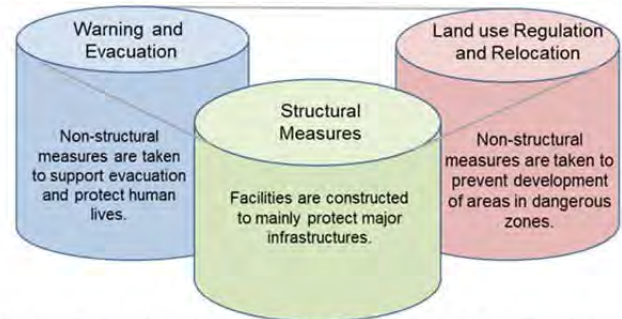 Warning and
Evacuation
Non-structural
measures are taken
to support evacuation
and protect human
lives.
Structural
Measures
Facilities are constructed
to mainly protect major
infrastructures.
Land use Regulation
and Relocation
Non-structural
measures are taken to
prevent development
of areas in dangerous
zones.